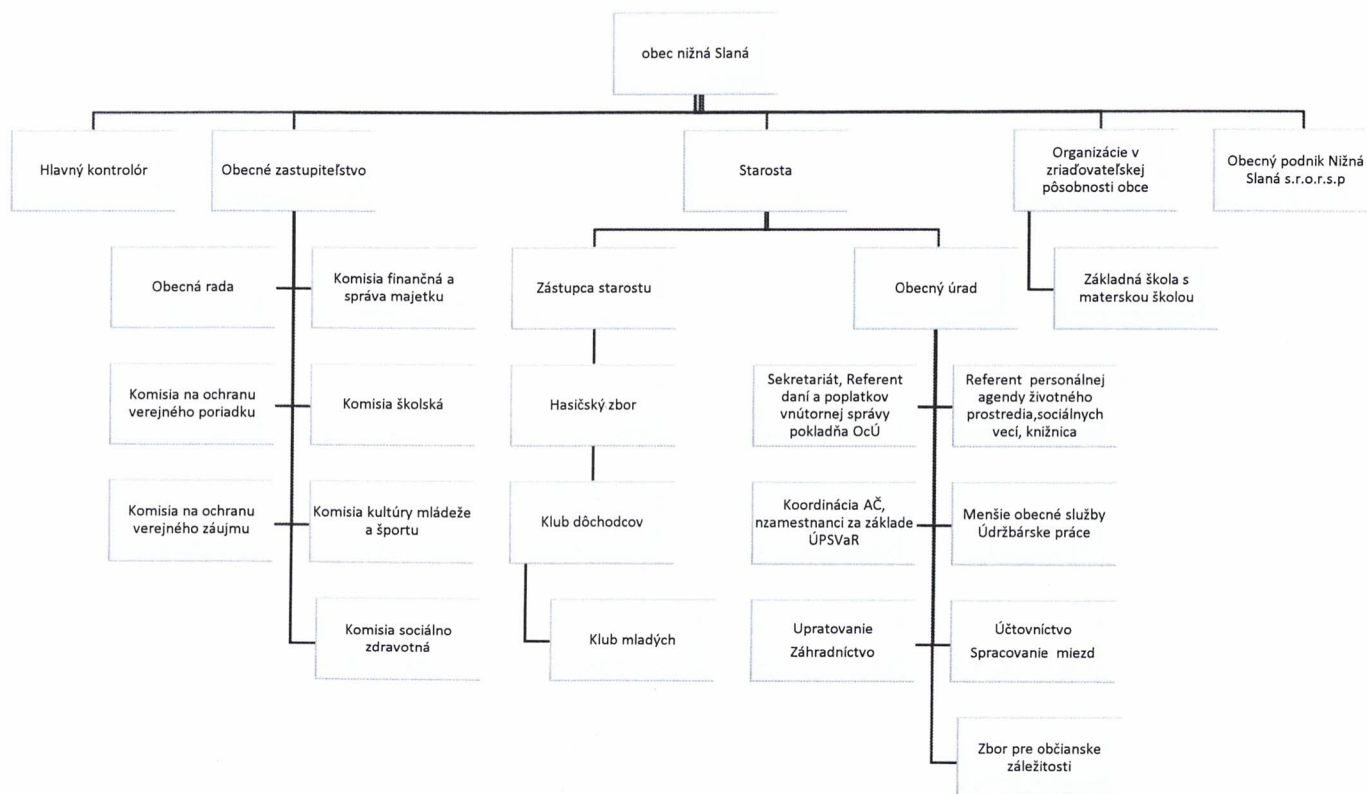 obec nižná Slaná
Hlavný kontrolór
Obecné zastupiteľstvo
Starosta
Organizácie v
zriaďovateľskej
pôsobnosti obce
Obecný podnik Nižná
Slaná s.r.o.r.s.p
Obecná rada
Komisia finančná a
správa majetku
Zástupca starostu
Obecný úrad
Základná škola s
materskou školou
Komisia na ochranu
verejného poriadku
Komisia školská
Hasičský zbor
Sekretariát, Referent
daní a poplatkov
vnútornej správy
pokladňa OcÚ
Referent personálnej
agendy životného
prostredia,sociálnych
vecí, knižnica
Komisia na ochranu
verejného záujmu
Komisia kultúry mládeže
a športu
Klub dôchodcov
Koordinácia AČ,
nzamestnanci za základe
ÚPSVaR
Menšie obecné služby
Údržbárske práce
Komisia sociálno
zdravotná
Klub mladých
Upratovanie
Záhradníctvo
Účtovníctvo
Spracovanie miezd
Zbor pre občianske
záležitosti